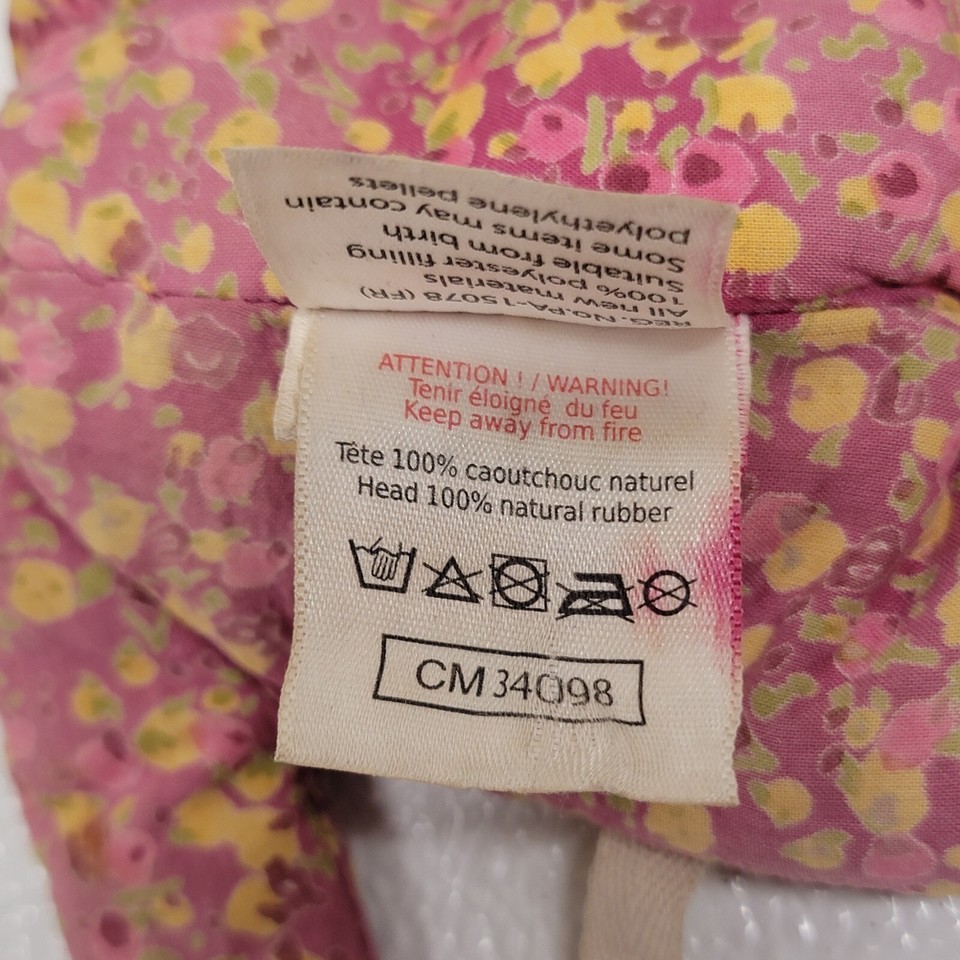 REG.No.PA-15078 (FR)
All new materials
100% polyester filling
Suitable from birth
Some items may contain
polyethylene pellets
ATTENTION ! / WARNING!
Tenir éloigné du feu
Keep away from fire
Tête 100% caoutchouc naturel
Head 100% natural rubber
CM 34098